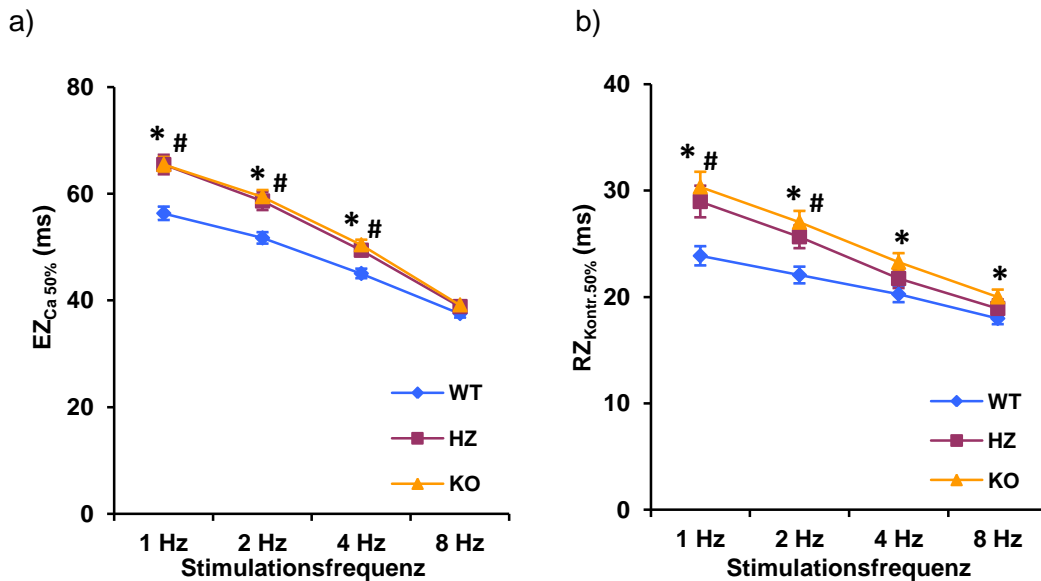 a)
80
60
40
20
0
EZCa 50% (ms)
* #
* #
* #
WT
HZ
KO
1 Hz 2 Hz 4 Hz 8 Hz
Stimulationsfrequenz
b)
40
30
20
10
0
RZKontr.50% (ms)
* #
* #
*
*
WT
HZ
KO
1 Hz 2 Hz 4 Hz 8 Hz
Stimulationsfrequenz